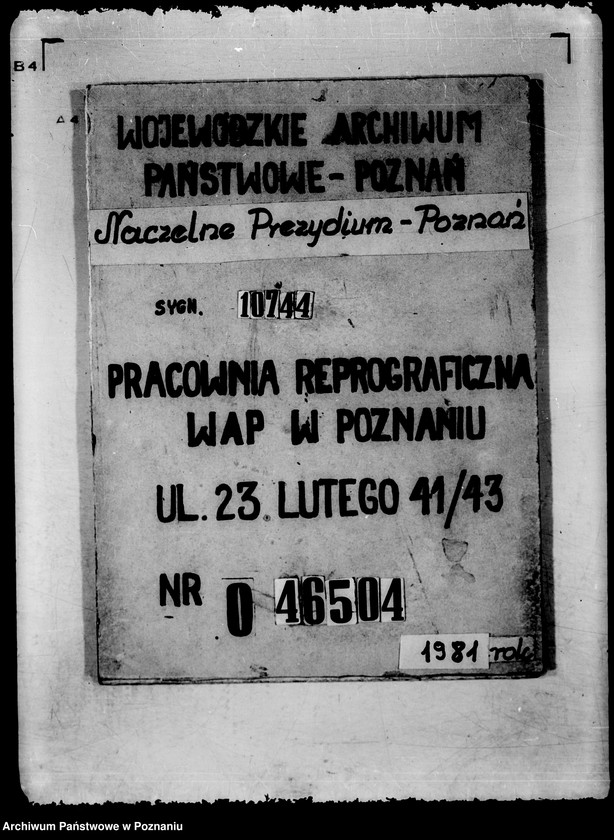 B4
A4
WOJEWÓDZKIE ARCHIWUM
PAŃSTWOWE - POZNAŃ
Naczelne Prezydium - Poznań
SYGN. 10744
PRACOWNIA REPROGRAFICZNA
WAP W POZNANIU
UL. 23. LUTEGO 41/43
NR 0 46504
1981 rok
Archiwum Państwowe w Poznaniu